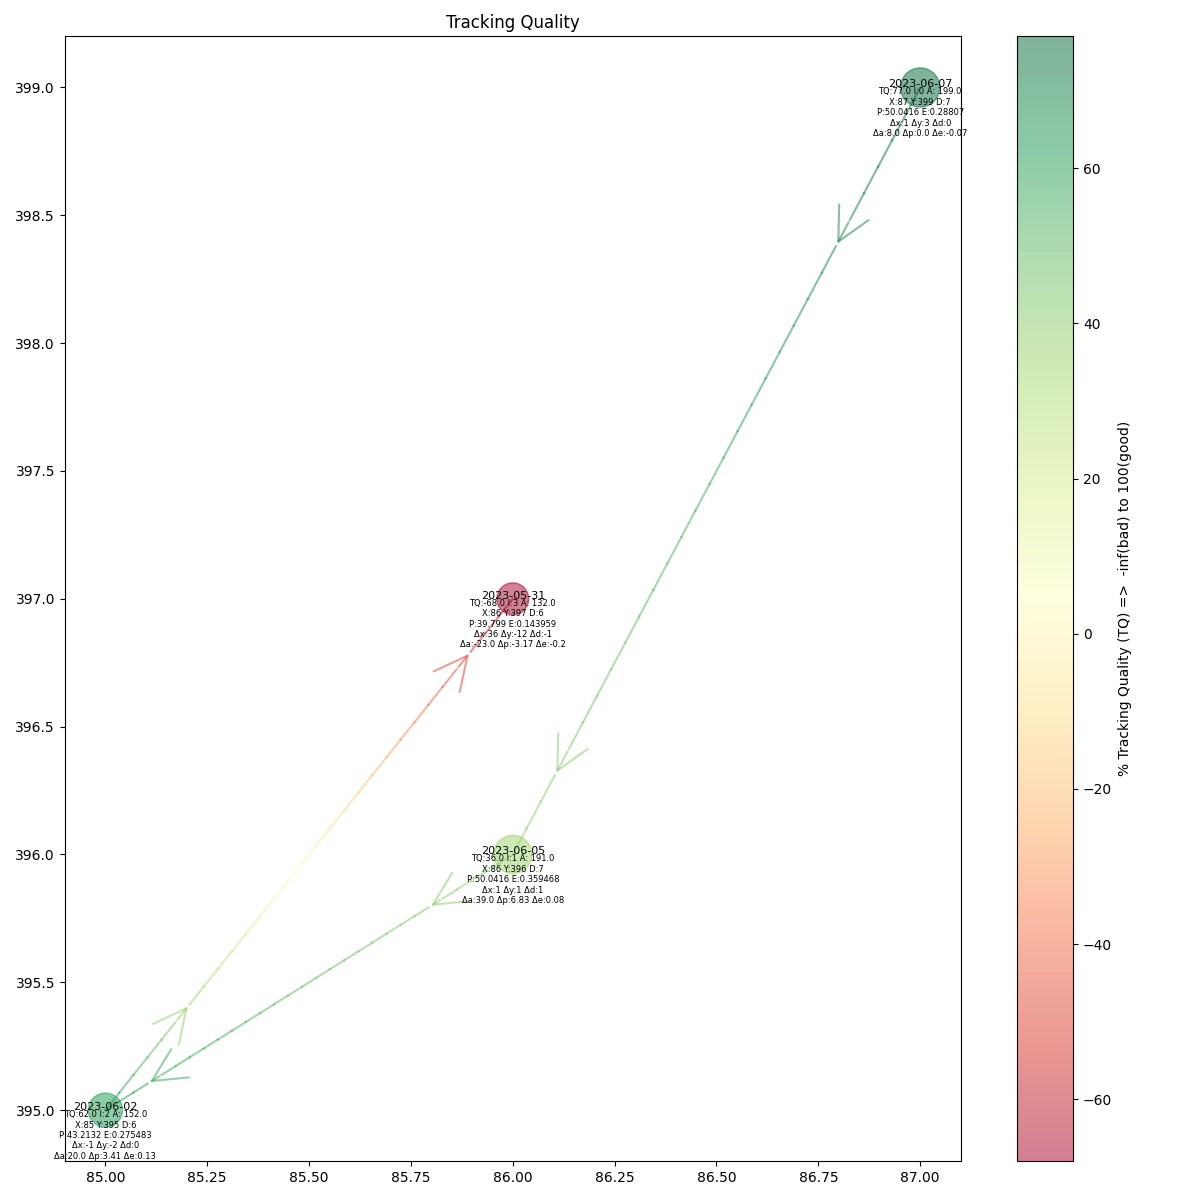 Tracking Quality
399.0
398.5
398.0
397.5
397.0
396.5
396.0
395.5
395.0
85.00
85.25
85.50
85.75
86.00
86.25
86.50
86.75
87.00
2023-06-07
TQ:77.0 I:0 A: 199.0
X:87 Y:399 D:7
P:50.0416 E:0.28807
Δx:1 Δy:3 Δd:0
Δa:8.0 Δp:0.0 Δe:-0.07
2023-05-31
TQ:-68.0 I:3 A: 132.0
X:86 Y:397 D:6
P:39.799 E:0.143959
Δx:36 Δy:-12 Δd:-1
Δa:-23.0 Δp:-3.17 Δe:-0.2
2023-06-05
TQ:36.0 I:1 A: 191.0
X:86 Y:396 D:7
P:50.0416 E:0.359468
Δx:1 Δy:1 Δd:1
Δa:39.0 Δp:6.83 Δe:0.08
2023-06-02
TQ:62.0 I:2 A: 152.0
X:85 Y:395 D:6
P:43.2132 E:0.275483
Δx:-1 Δy:-2 Δd:0
Δa:20.0 Δp:3.41 Δe:0.13
60
40
20
0
−20
−40
−60
% Tracking Quality (TQ) => -inf(bad) to 100(good)